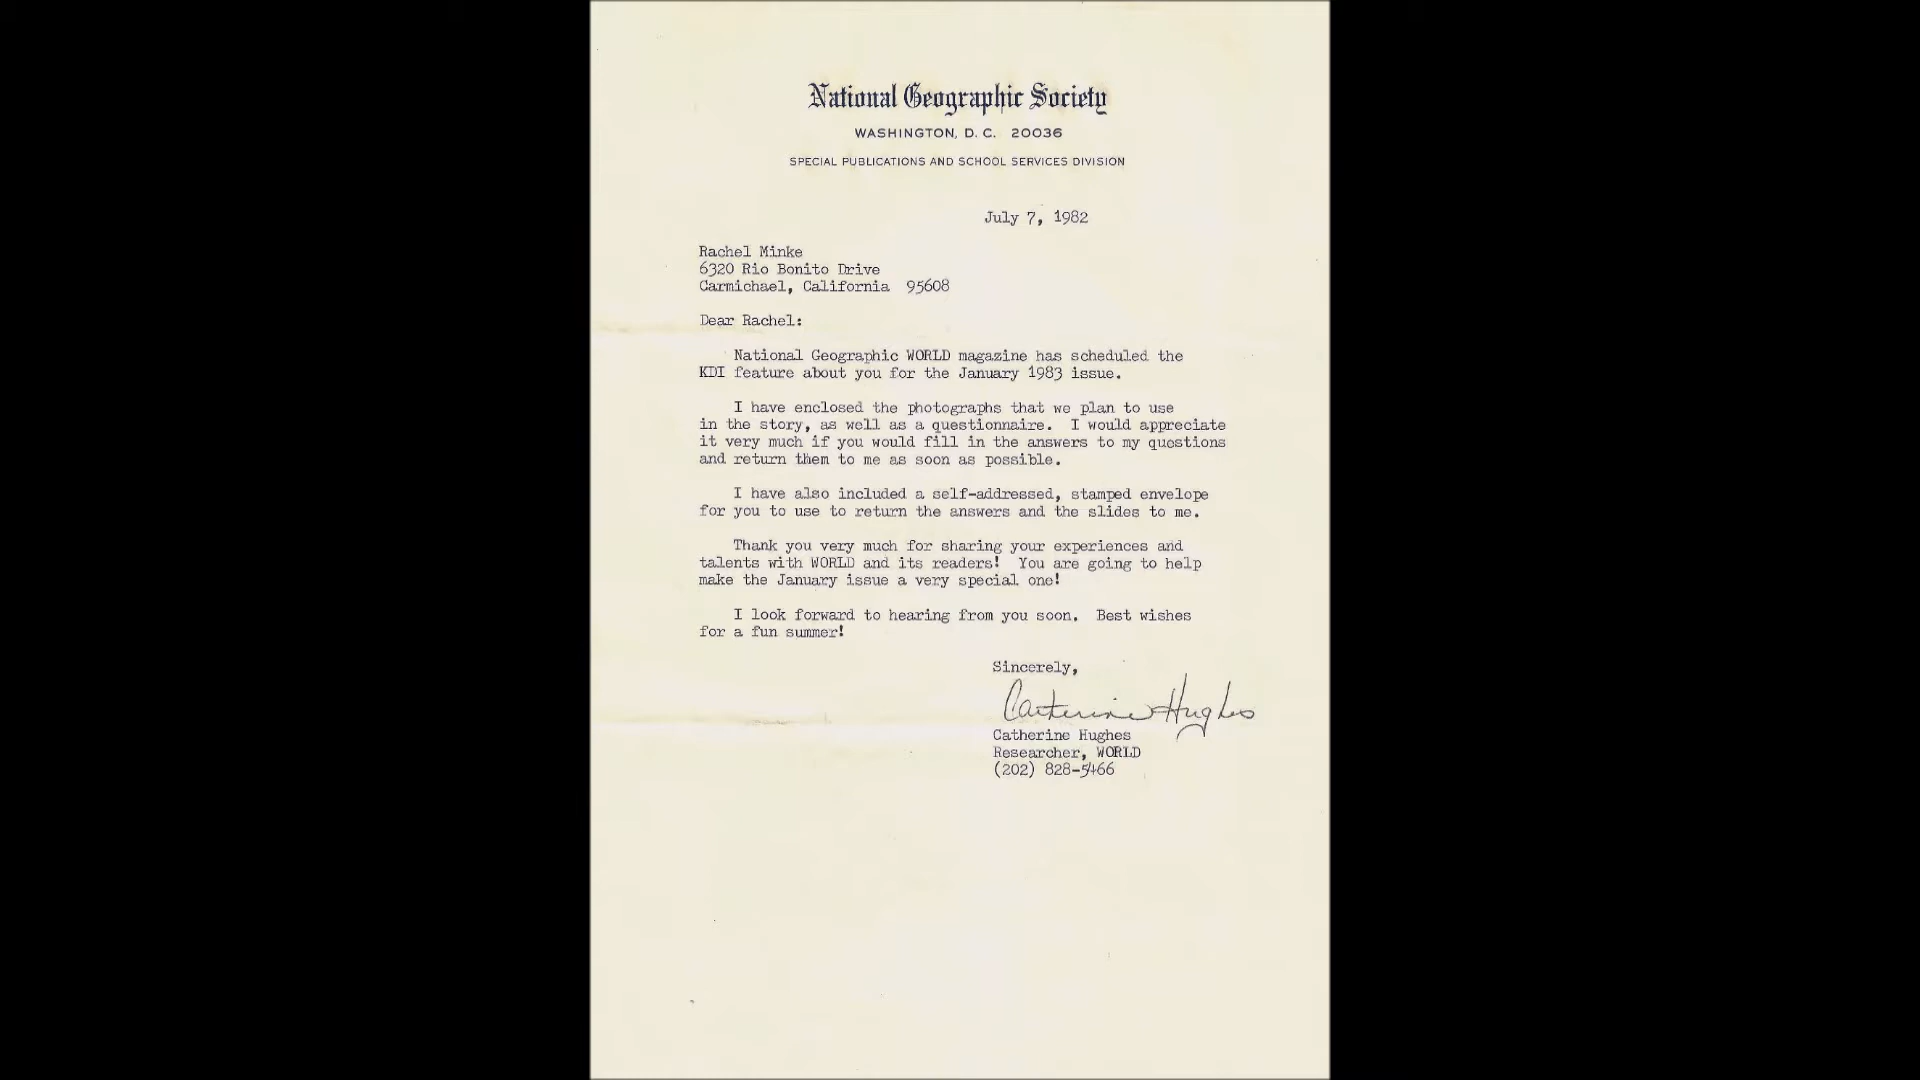 National Geographic Society
WASHINGTON, D. C. 20036
SPECIAL PUBLICATIONS AND SCHOOL SERVICES DIVISION
July 7, 1982
Rachel Minke
6320 Rio Bonito Drive
Carmichael, California 95608
Dear Rachel:
National Geographic WORLD magazine has scheduled the
KDI feature about you for the January 1983 issue.
I have enclosed the photographs that we plan to use
in the story, as well as a questionnaire. I would appreciate
it very much if you would fill in the answers to my questions
and return them to me as soon as possible.
I have also included a self-addressed, stamped envelope
for you to use to return the answers and the slides to me.
Thank you very much for sharing your experiences and
talents with WORLD and its readers! You are going to help
make the January issue a very special one!
I look forward to hearing from you soon. Best wishes
for a fun summer!
Sincerely,
Catherine Hughes
Catherine Hughes
Researcher, WORLD
(202) 828-5466